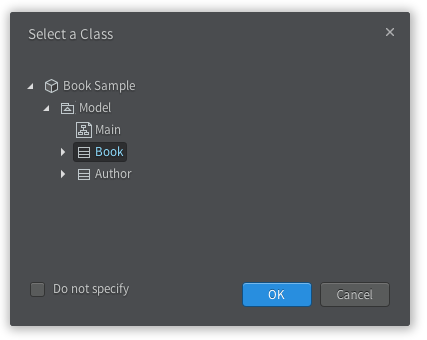 Select a Class
Book Sample
Model
Main
Book
Author
Do not specify
OK
Cancel